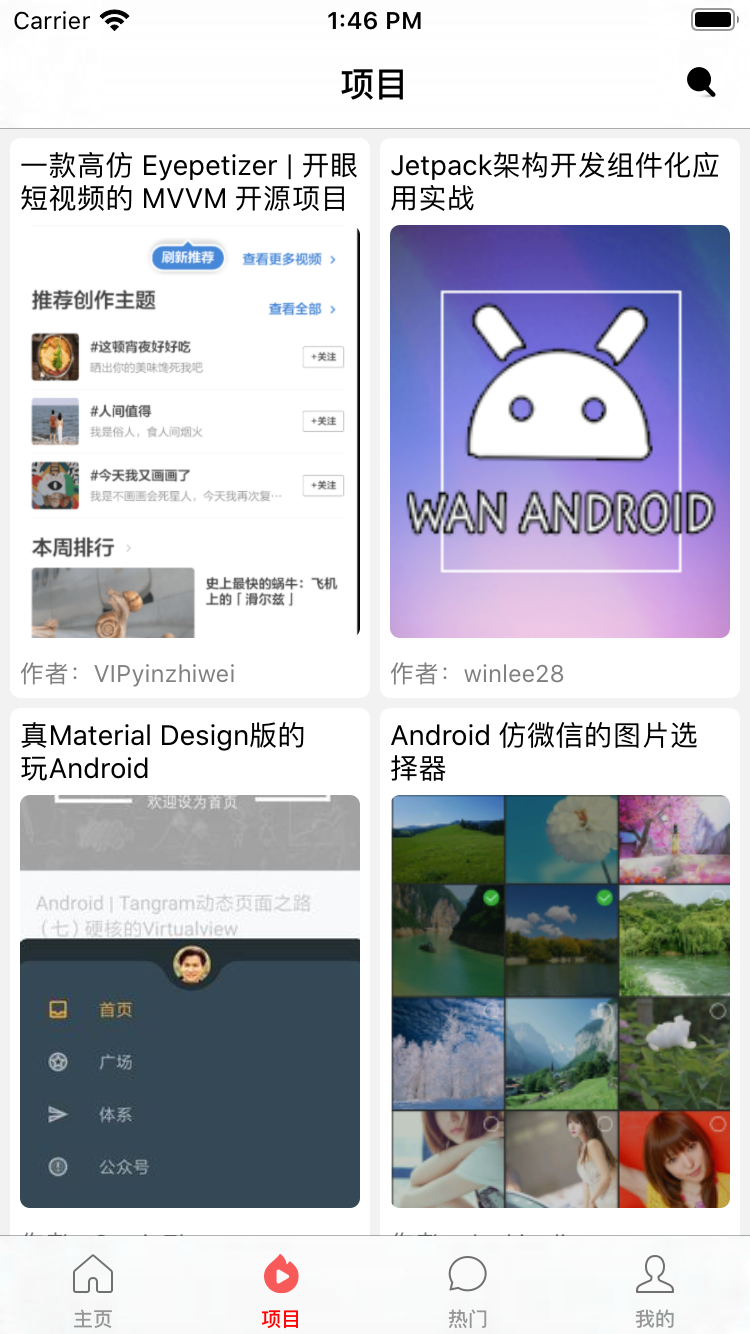 Carrier 1:46 PM
项目
一款高仿 Eyepetizer | 开眼
短视频的 MVVM 开源项目
刷新推荐 查看更多视频 >
推荐创作主题
查看全部 >
#这顿宵夜好好吃
晒出你的美味馋死我吧
+关注
#人间值得
我是俗人，食人间烟火
+关注
#今天我又画画了
我是不画画会死星人，今天我再次复…
+关注
本周排行 >
史上最快的蜗牛：飞机
上的「滑尔兹」
作者：VIPyinzhiwei
Jetpack架构开发组件化应
用实战
WAN ANDROID
作者：winlee28
真Material Design版的
玩Android
欢迎设为首页
Android | Tangram动态页面之路
（七）硬核的Virtualview
首页
广场
体系
公众号
Android 仿微信的图片选
择器
主页 项目 热门 我的